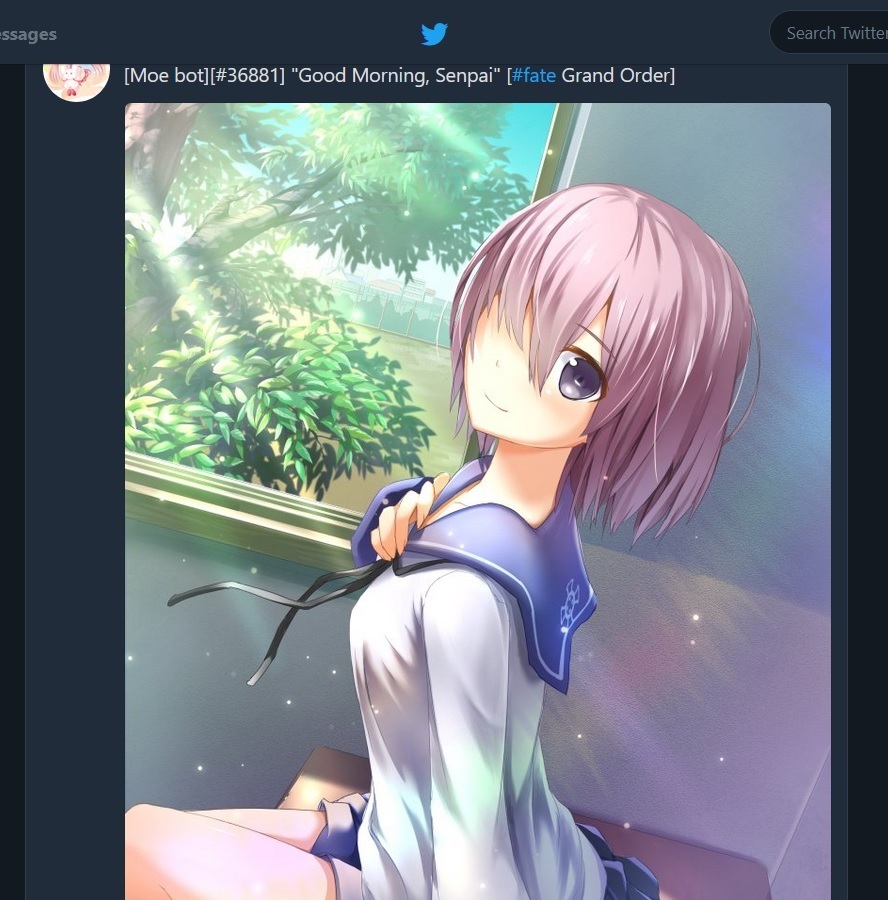 essages
Search Twitter
[Moe bot][#36881] "Good Morning, Senpai" [#fate Grand Order]